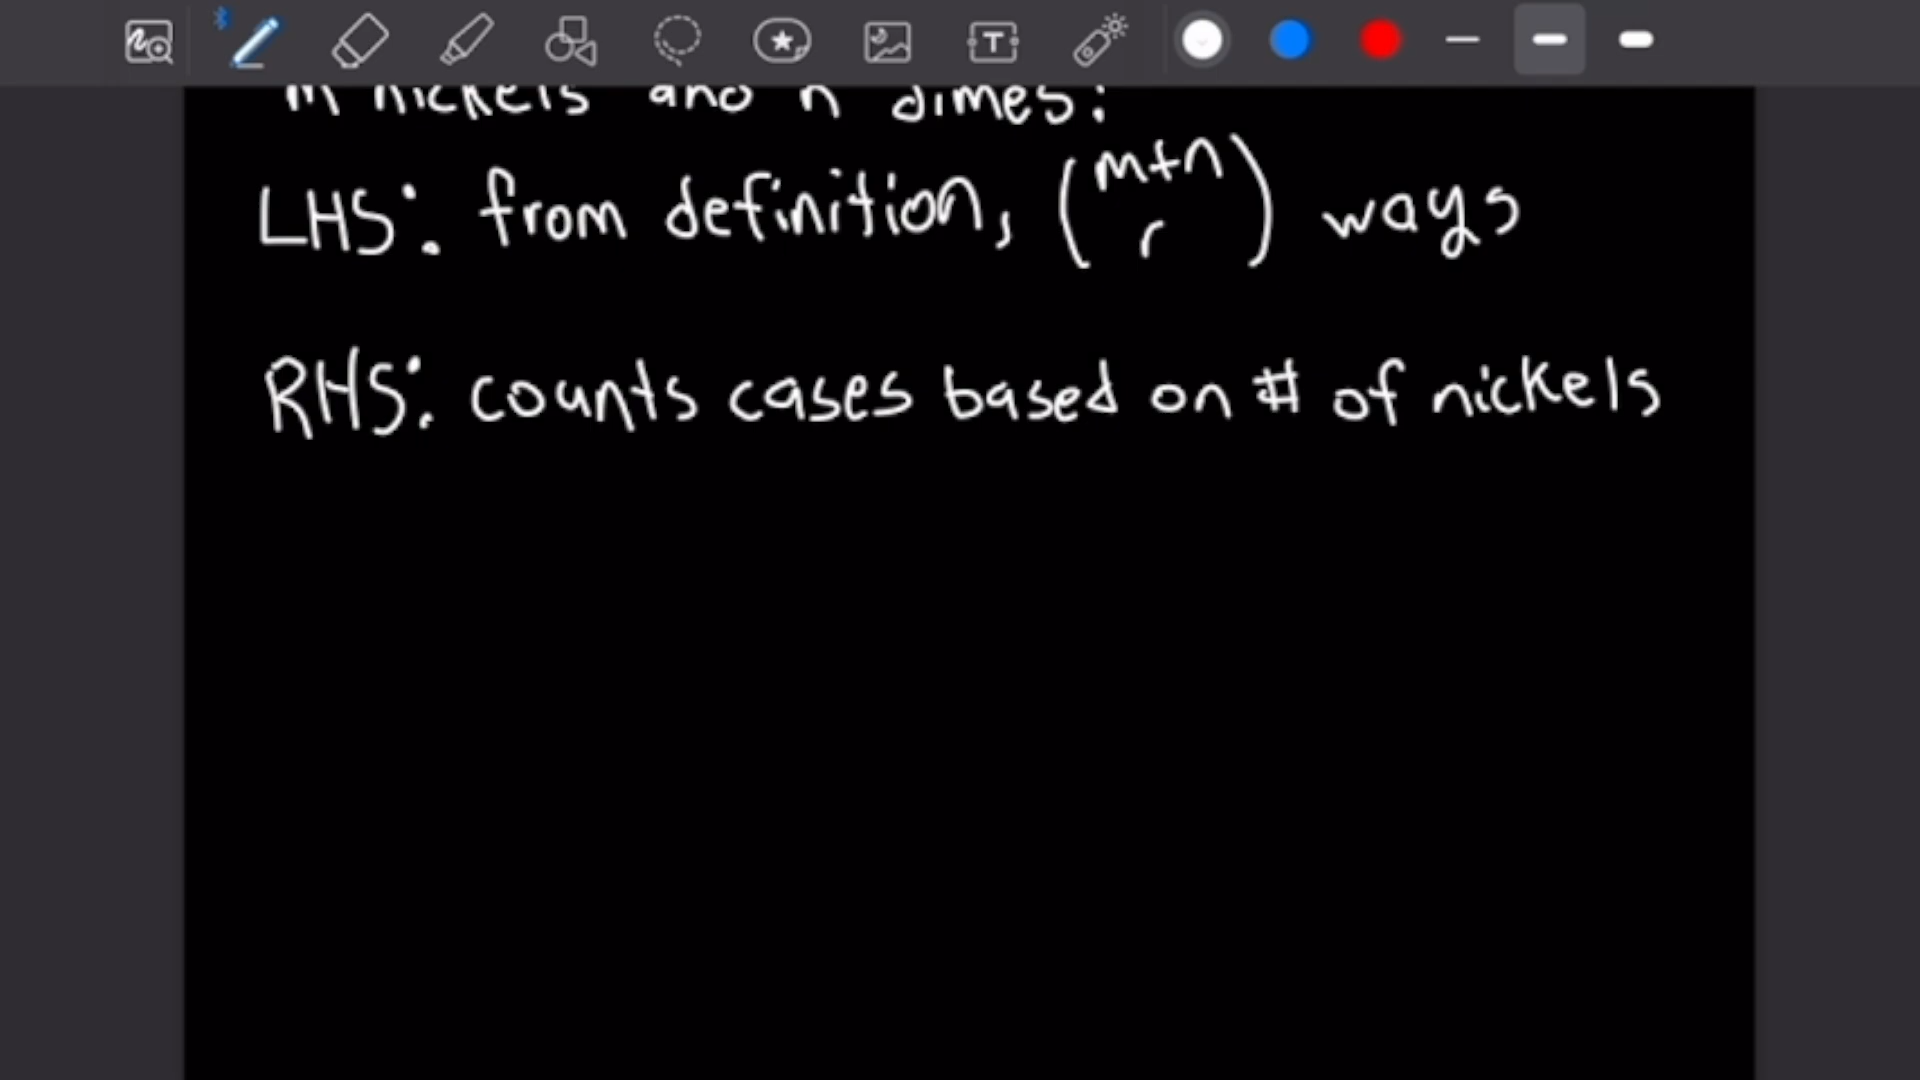 m nickels and n dimes?
LHS: from definition, (m+n r) ways
RHS: counts cases based on # of nickels